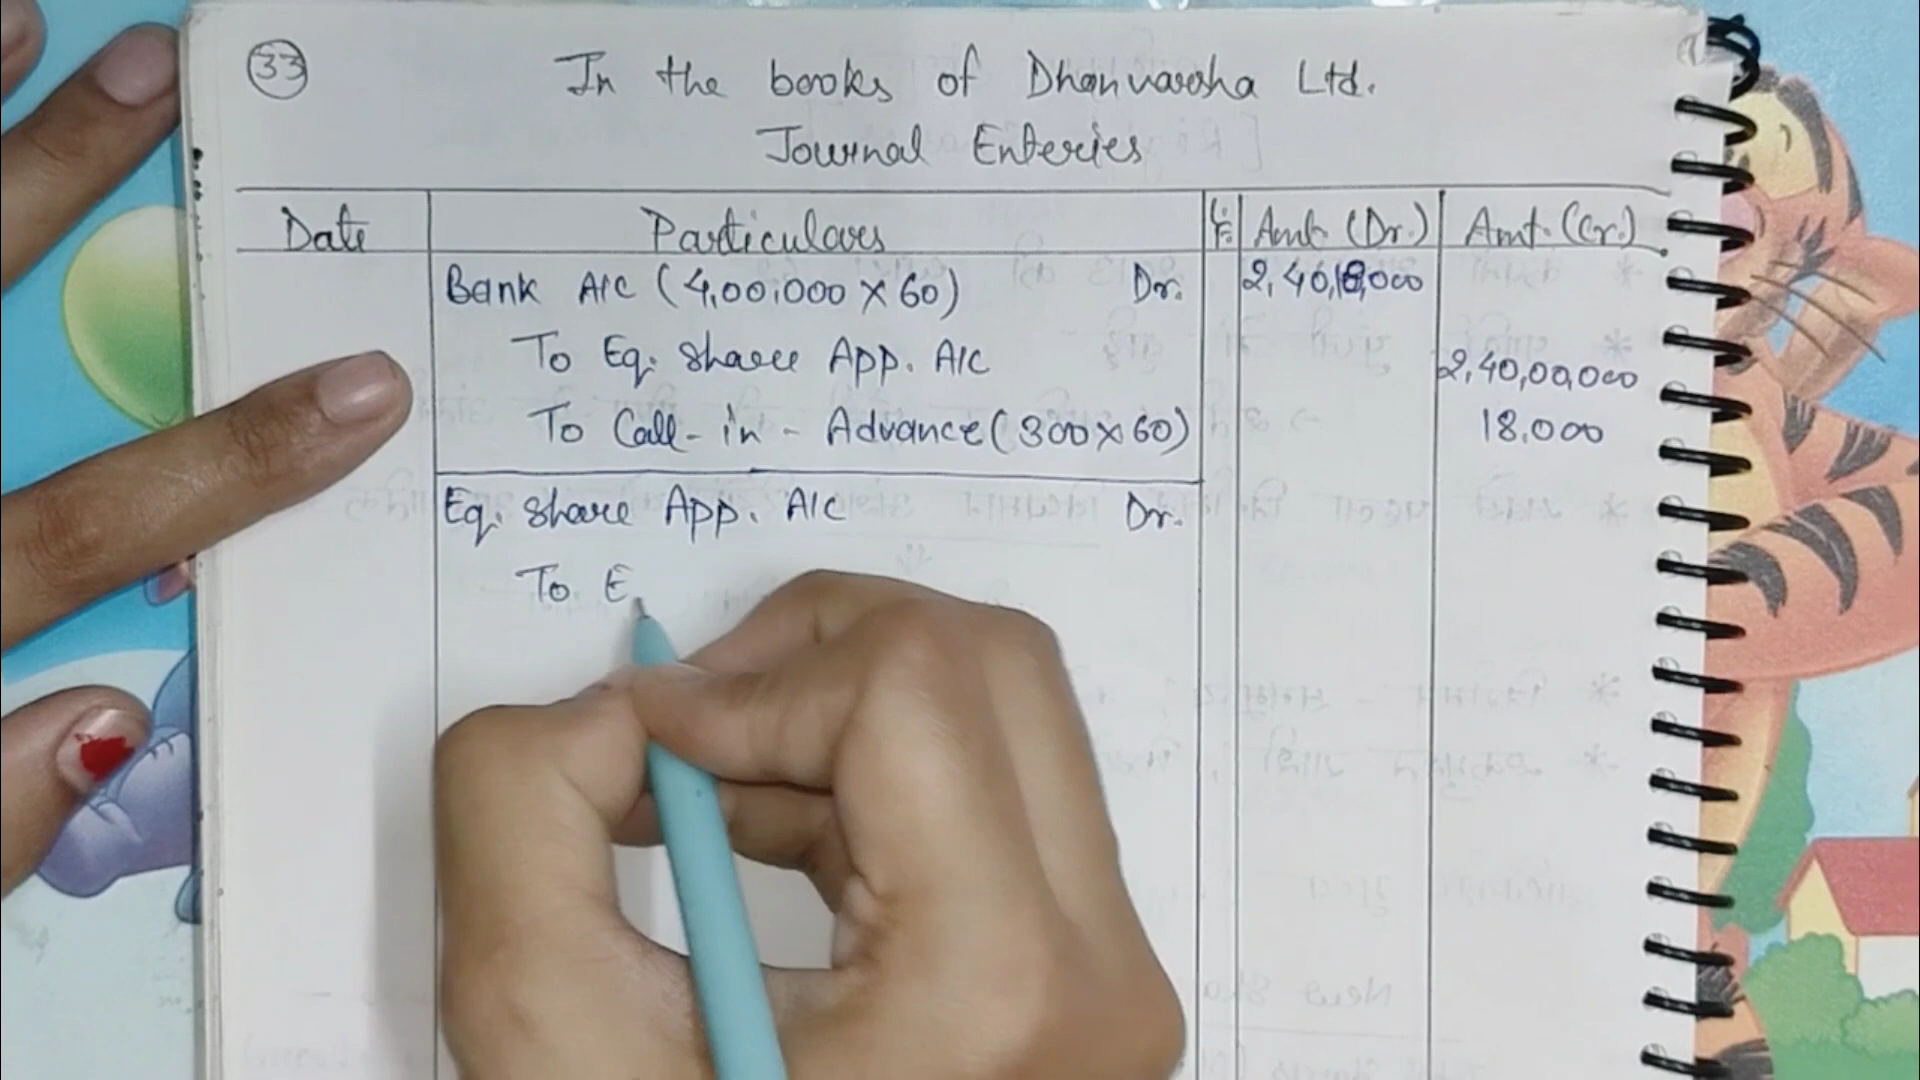 33
In the books of Dhanvarsha Ltd.
Journal Enteries
Date Particulars L.F. Amt. (Dr.) Amt. (Cr.)
Bank A/C (4,00,000 × 60) Dr. 2,40,18,000
To Eq. Share App. A/C 2,40,00,000
To Call-in-Advance (300×60) 18,000
Eq. Share App. A/C Dr.
To E